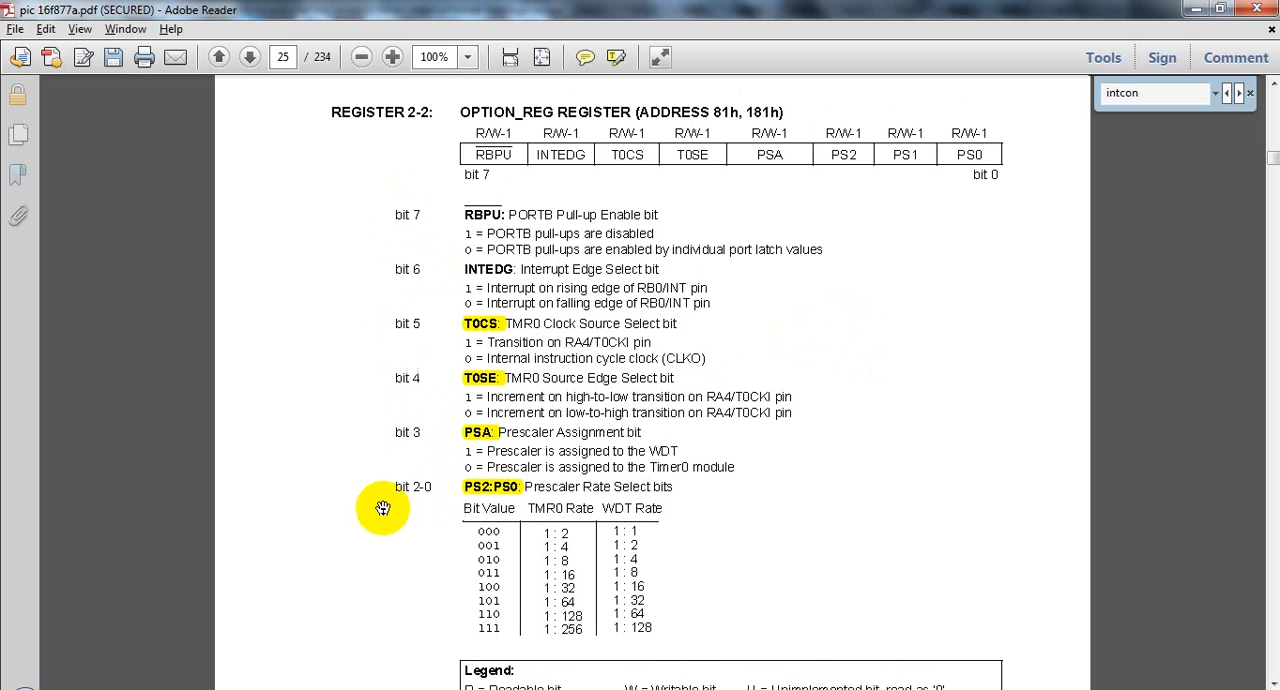 pic 16f877a.pdf (SECURED) - Adobe Reader
File Edit View Window Help
25 / 234 100% Tools Sign Comment
intcon
REGISTER 2-2: OPTION_REG REGISTER (ADDRESS 81h, 181h)
R/W-1 R/W-1 R/W-1 R/W-1 R/W-1 R/W-1 R/W-1 R/W-1
RBPU INTEDG T0CS T0SE PSA PS2 PS1 PS0
bit 7 bit 0
bit 7 RBPU: PORTB Pull-up Enable bit
1 = PORTB pull-ups are disabled
0 = PORTB pull-ups are enabled by individual port latch values
bit 6 INTEDG: Interrupt Edge Select bit
1 = Interrupt on rising edge of RB0/INT pin
0 = Interrupt on falling edge of RB0/INT pin
bit 5 T0CS: TMR0 Clock Source Select bit
1 = Transition on RA4/T0CKI pin
0 = Internal instruction cycle clock (CLKO)
bit 4 T0SE: TMR0 Source Edge Select bit
1 = Increment on high-to-low transition on RA4/T0CKI pin
0 = Increment on low-to-high transition on RA4/T0CKI pin
bit 3 PSA: Prescaler Assignment bit
1 = Prescaler is assigned to the WDT
0 = Prescaler is assigned to the Timer0 module
bit 2-0 PS2:PS0: Prescaler Rate Select bits
Bit Value TMR0 Rate WDT Rate
000 1 : 2 1 : 1
001 1 : 4 1 : 2
010 1 : 8 1 : 4
011 1 : 16 1 : 8
100 1 : 32 1 : 16
101 1 : 64 1 : 32
110 1 : 128 1 : 64
111 1 : 256 1 : 128
Legend:
R = Readable bit W = Writable bit U = Unimplemented bit, read as '0'